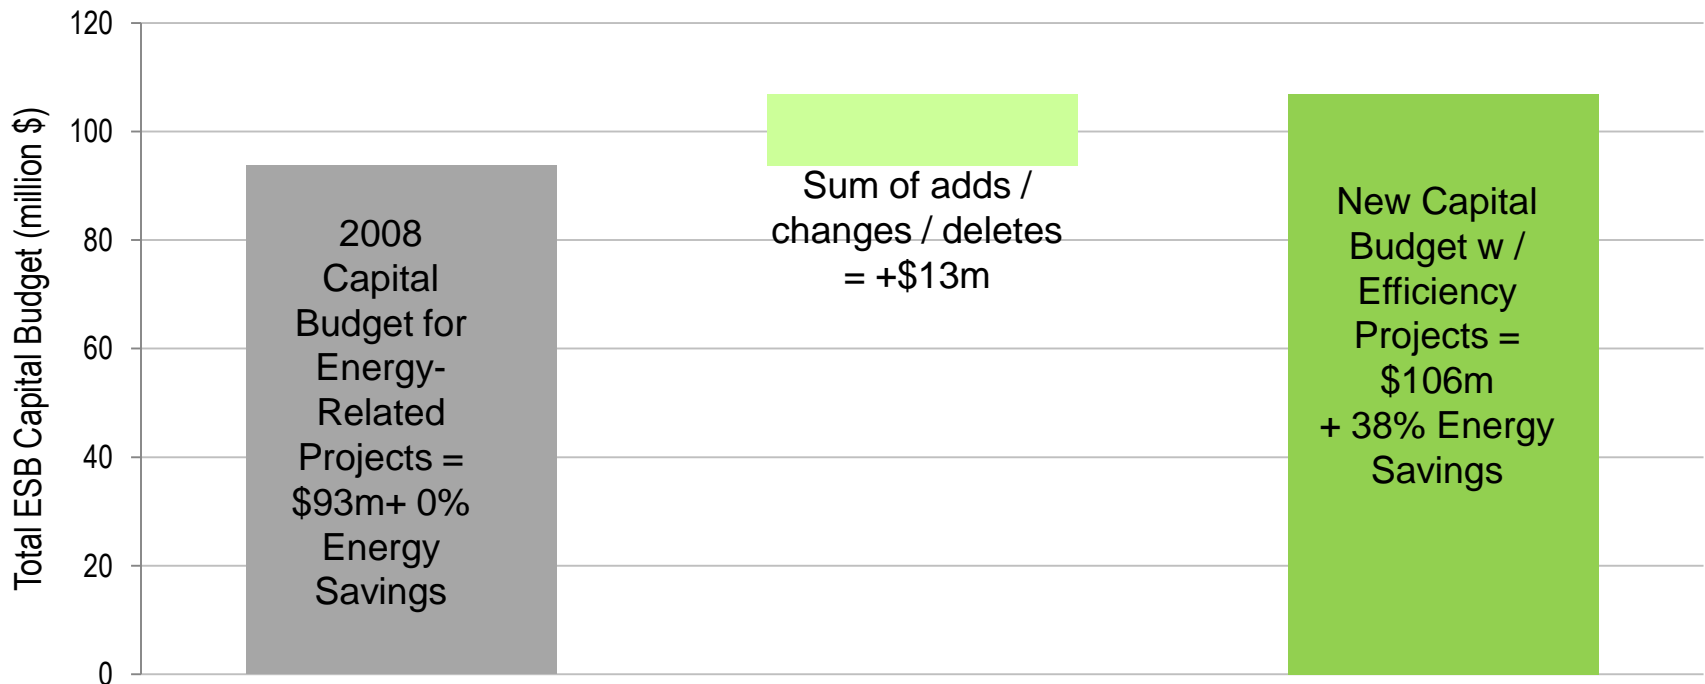 Total ESB Capital Budget (million $)
120
100
80
60
40
20
0
2008
Capital
Budget for
Energy-
Related
Projects =
$93m+ 0%
Energy
Savings
Sum of adds /
changes / deletes
= +$13m
New Capital
Budget w /
Efficiency
Projects =
$106m
+ 38% Energy
Savings